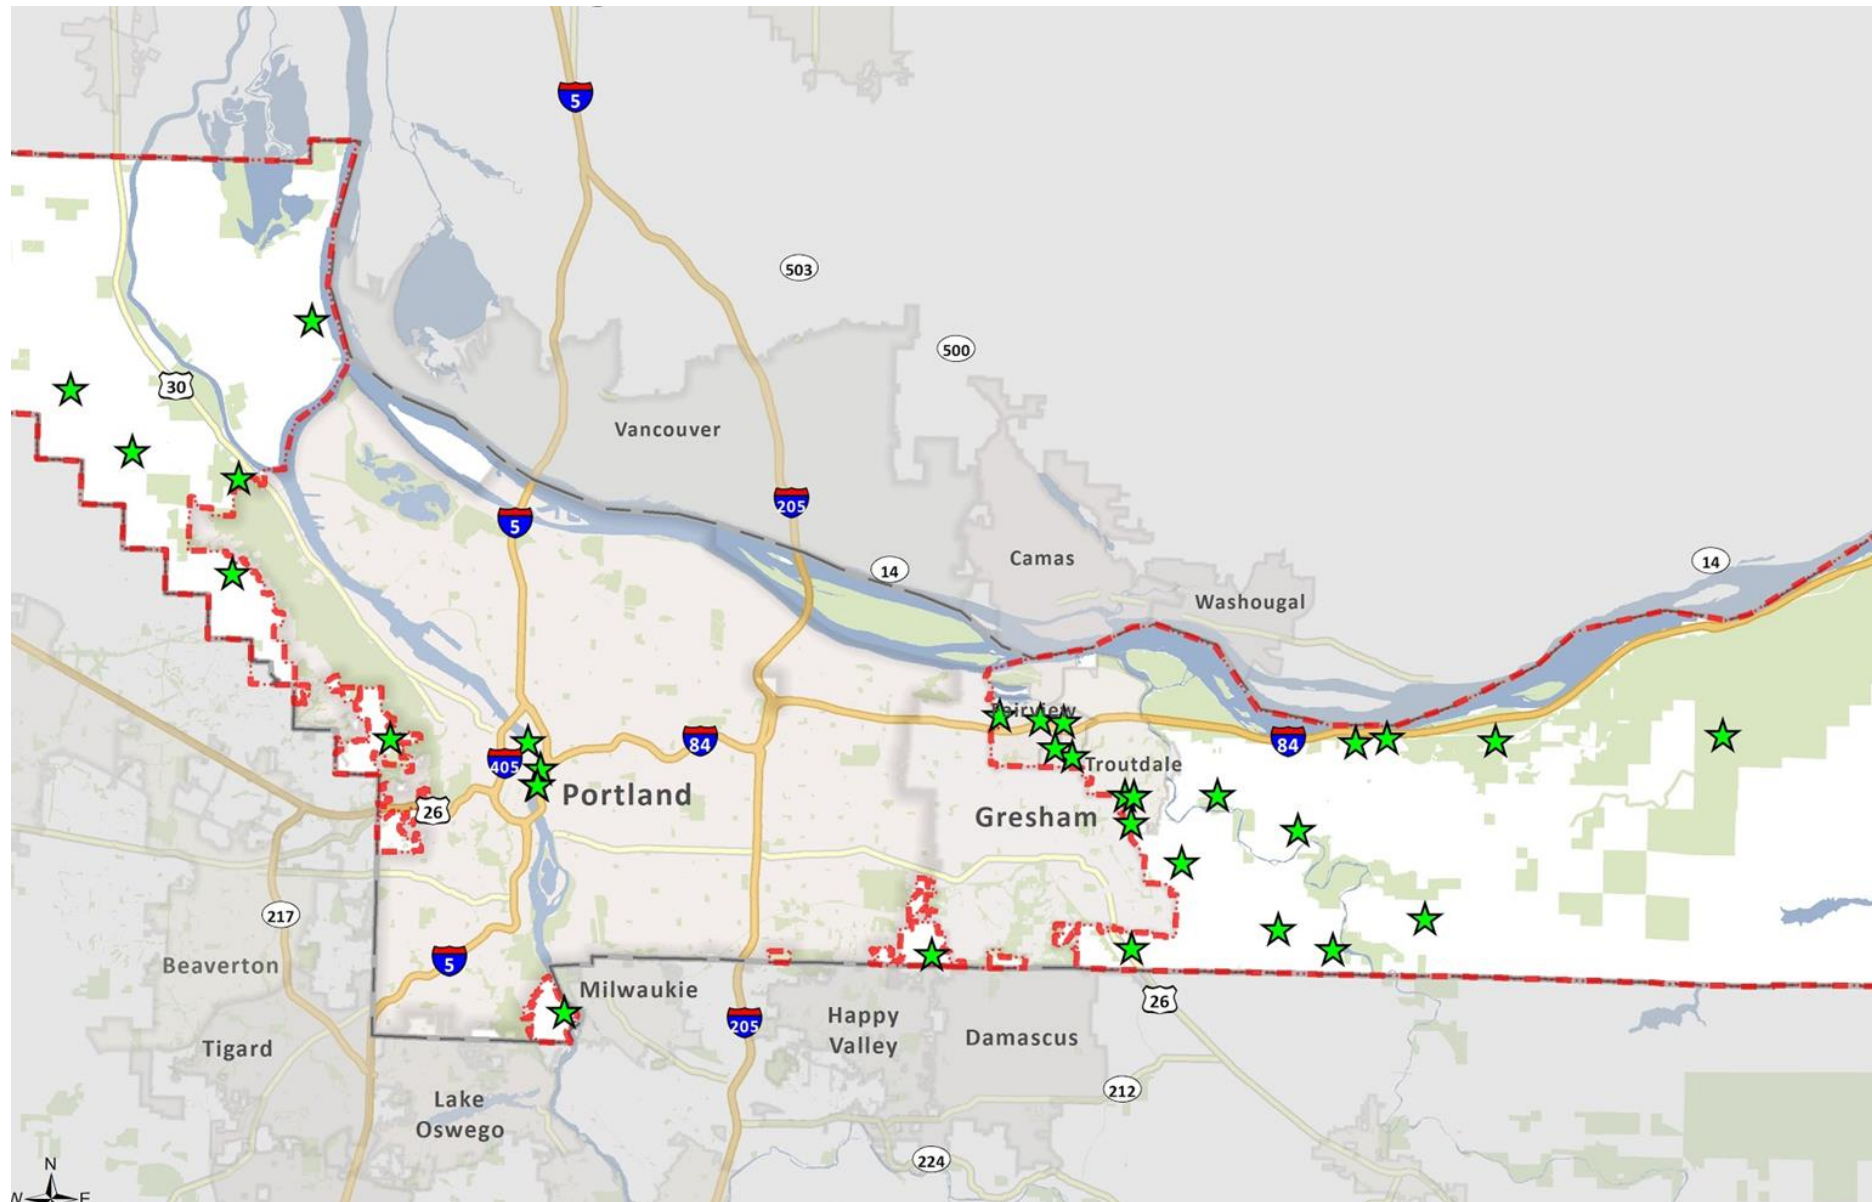 5
503
500
30
Vancouver
205
5
Camas
14
14
Washougal
Fairview
84
84
405
Troutdale
Portland
26
Gresham
217
5
Beaverton
Milwaukie
26
205
Happy
Valley
Damascus
Tigard
212
Lake
Oswego
224
N
W
E